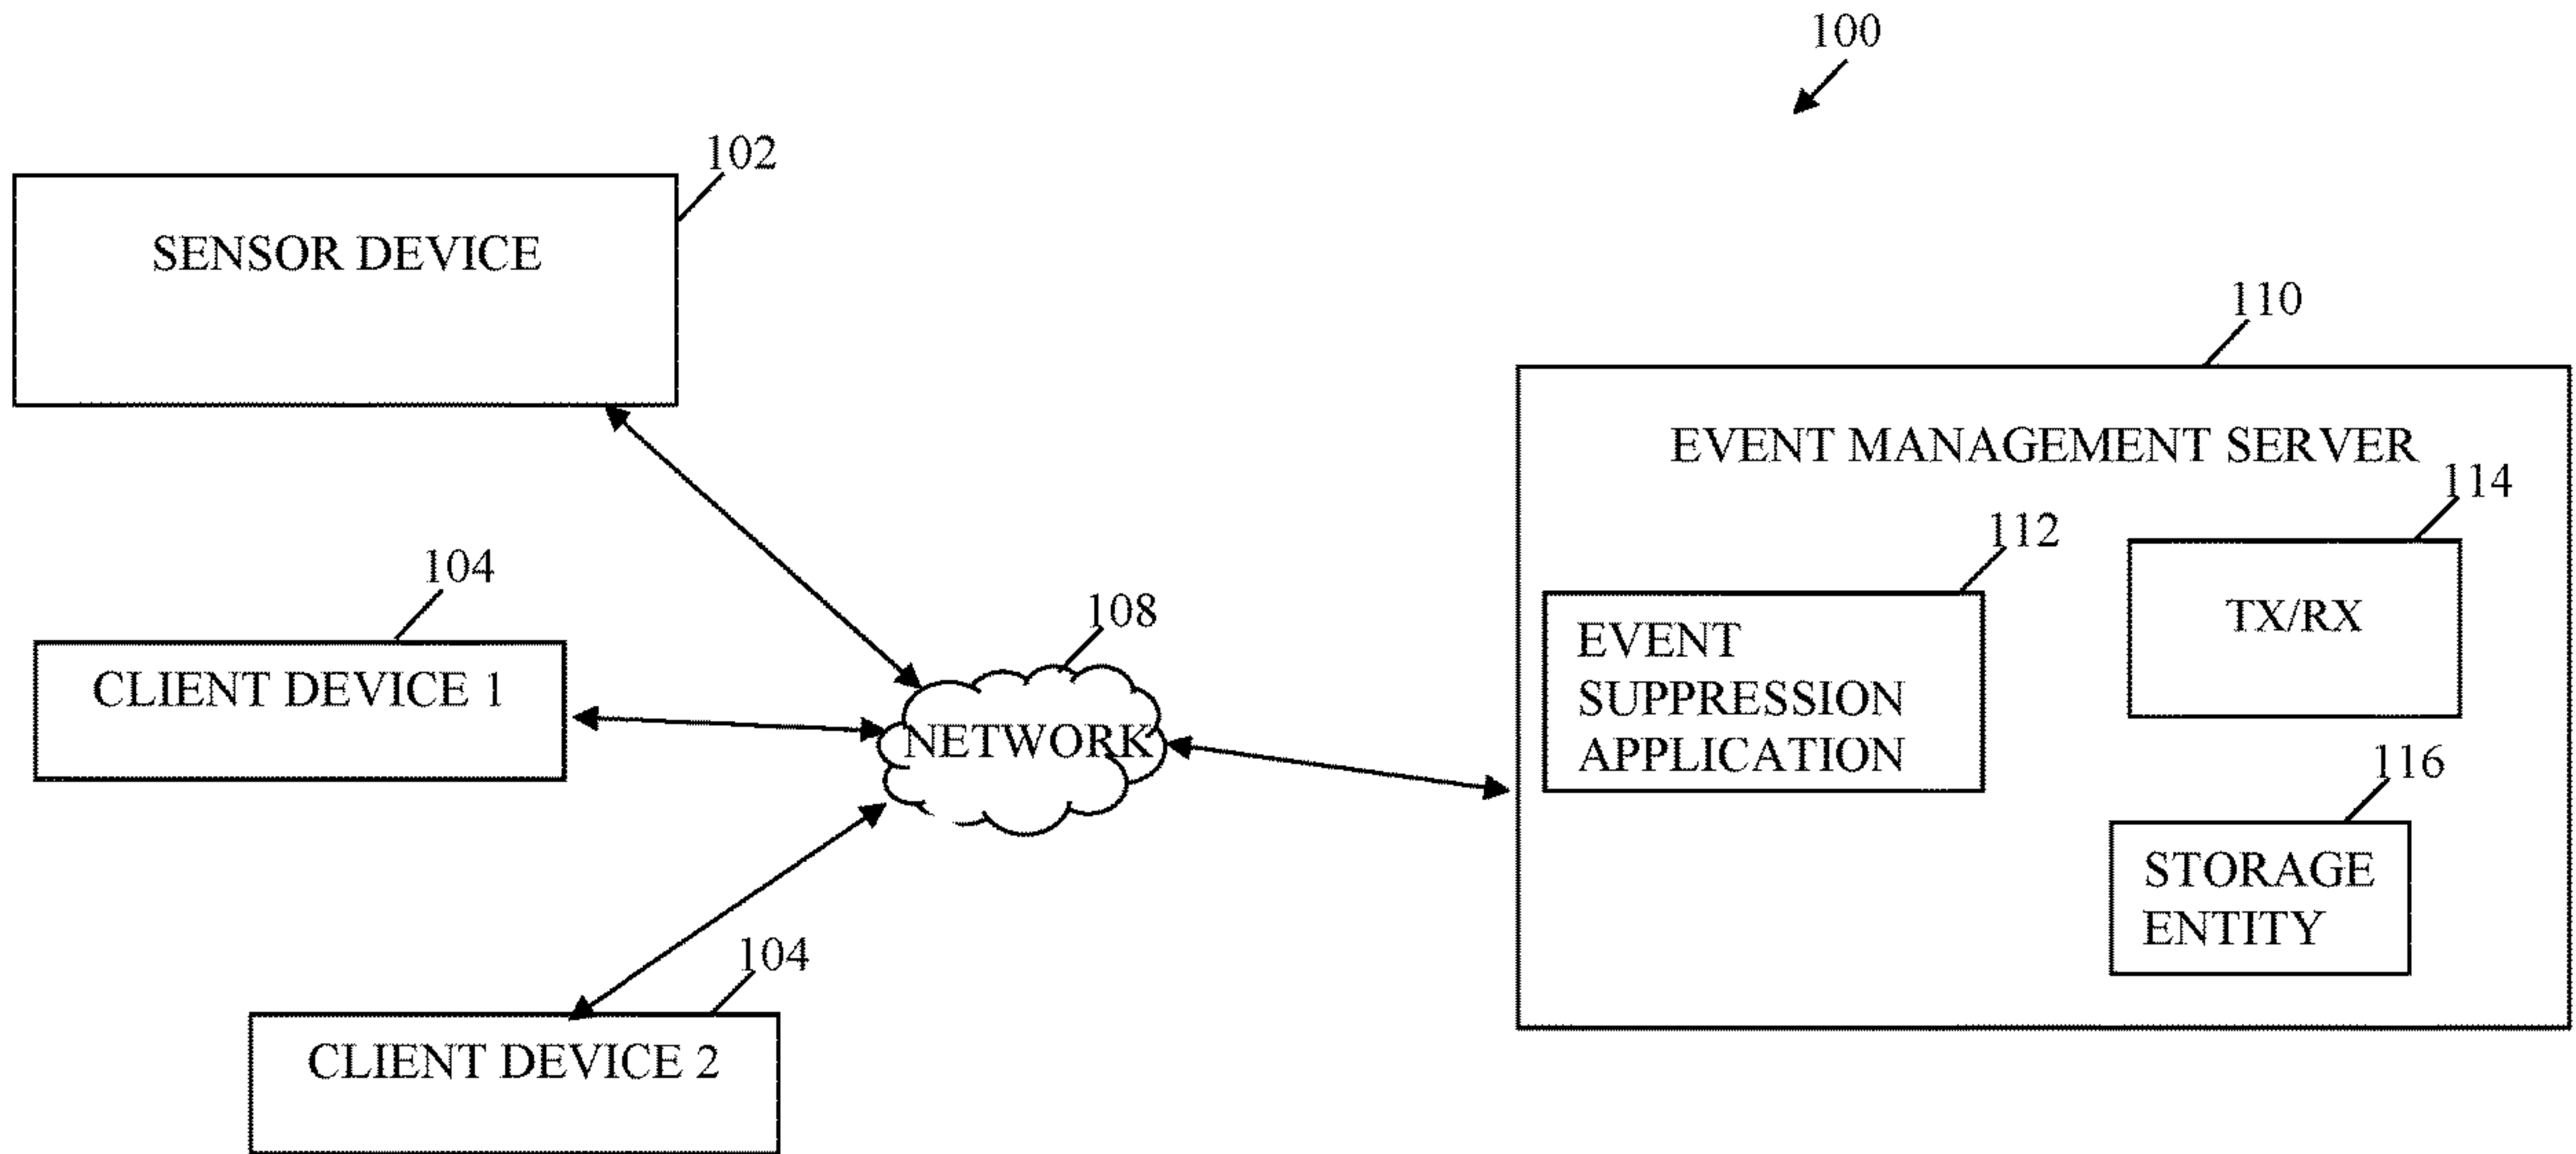 100
102
SENSOR DEVICE
110
EVENT MANAGEMENT SERVER
114
112
TX/RX
EVENT
SUPPRESSION
APPLICATION
116
STORAGE
ENTITY
104
CLIENT DEVICE 1
108
NETWORK
104
CLIENT DEVICE 2